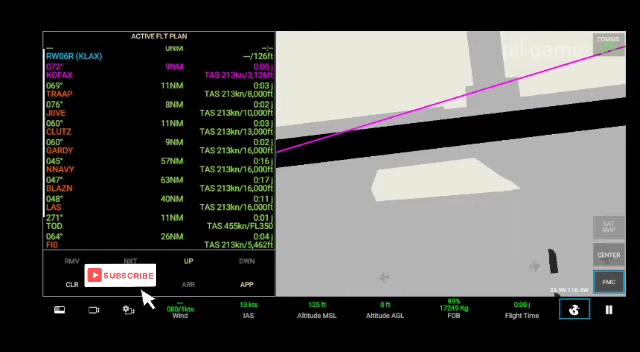 ACTIVE FLT PLAN
0NM
RW06R (KLAX) —/126ft
072° 9NM 0:05 j
KOFAX TAS 213kn/3,126ft
069° 11NM 0:03 j
TRAAP TAS 213kn/8,000ft
076° 8NM 0:02 j
JIIVE TAS 213kn/10,000ft
060° 11NM 0:03 j
CLUTZ TAS 213kn/13,000ft
060° 9NM 0:02 j
GARDY TAS 213kn/16,000ft
045° 57NM 0:16 j
NNAVY TAS 213kn/16,000ft
047° 63NM 0:17 j
BLAZN TAS 213kn/16,000ft
048° 40NM 0:11 j
LAS TAS 213kn/16,000ft
271° 11NM 0:01 j
TOD TAS 455kn/FL350
064° 26NM 0:04 j
FI0 TAS 213kn/5,462ft
RMV NXT UP DWN
SUBSCRIBE
CLR ARR APP
COMMS
game
SAT
MAP
CENTER
FMC
000/1kts 13 kts 125 ft 0 ft 99% 0:00 j
17249 Kg
Wind IAS Altitude MSL Altitude AGL FOB Flight Time